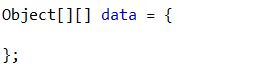 Object[][] data = {
};